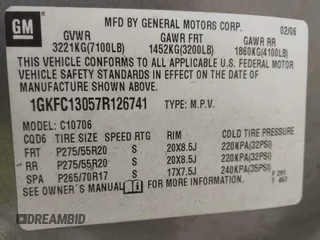 GM
MFD BY GENERAL MOTORS CORP. 02/06
GVWR GAWR FRT GAWR RR
3221KG(7100LB) 1452KG(3200LB) 1860KG(4100LB)
THIS VEHICLE CONFORMS TO ALL APPLICABLE U.S. FEDERAL
MOTOR VEHICLE SAFETY STANDARDS IN EFFECT ON THE DATE OF
MANUFACTURE SHOWN ABOVE.
1GKFC13057R126741 TYPE: M.P.V.
MODEL: C10706
CQD6 TIRE SIZE SPEED RTG RIM COLD TIRE PRESSURE
FRT P275/55R20 S 20X8.5J 220KPA(32PSI)
RR P275/55R20 S 20X8.5J 220KPA(32PSI)
SPA P265/70R17 S 17X7.5J 240KPA(35PSI)
SEE OWNER'S MANUAL FOR MORE INFORMATION.
DREAMBID